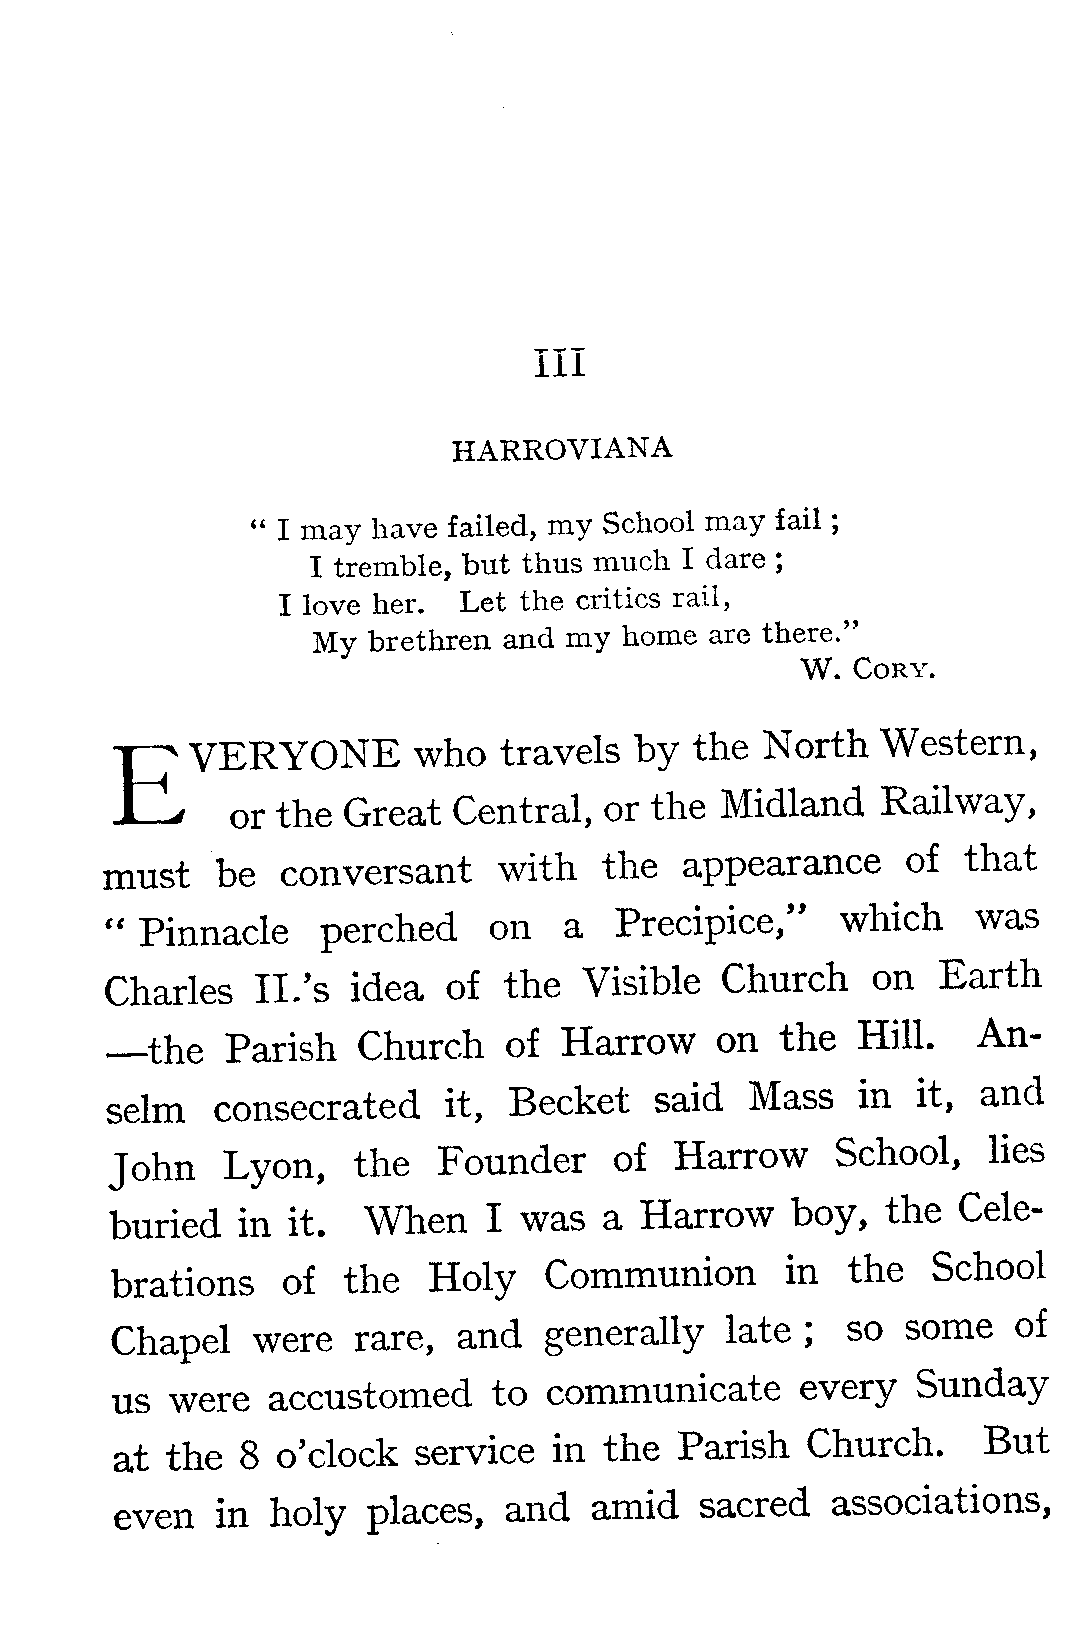 III
HARROVIANA
“ I may have failed, my School may fail ;
I tremble, but thus much I dare ;
I love her. Let the critics rail,
My brethren and my home are there.”
W. CORY.
EVERYONE who travels by the North Western,
or the Great Central, or the Midland Railway,
must be conversant with the appearance of that
“ Pinnacle perched on a Precipice,” which was
Charles II.’s idea of the Visible Church on Earth
—the Parish Church of Harrow on the Hill. An-
selm consecrated it, Becket said Mass in it, and
John Lyon, the Founder of Harrow School, lies
buried in it. When I was a Harrow boy, the Cele-
brations of the Holy Communion in the School
Chapel were rare, and generally late ; so some of
us were accustomed to communicate every Sunday
at the 8 o’clock service in the Parish Church. But
even in holy places, and amid sacred associations,